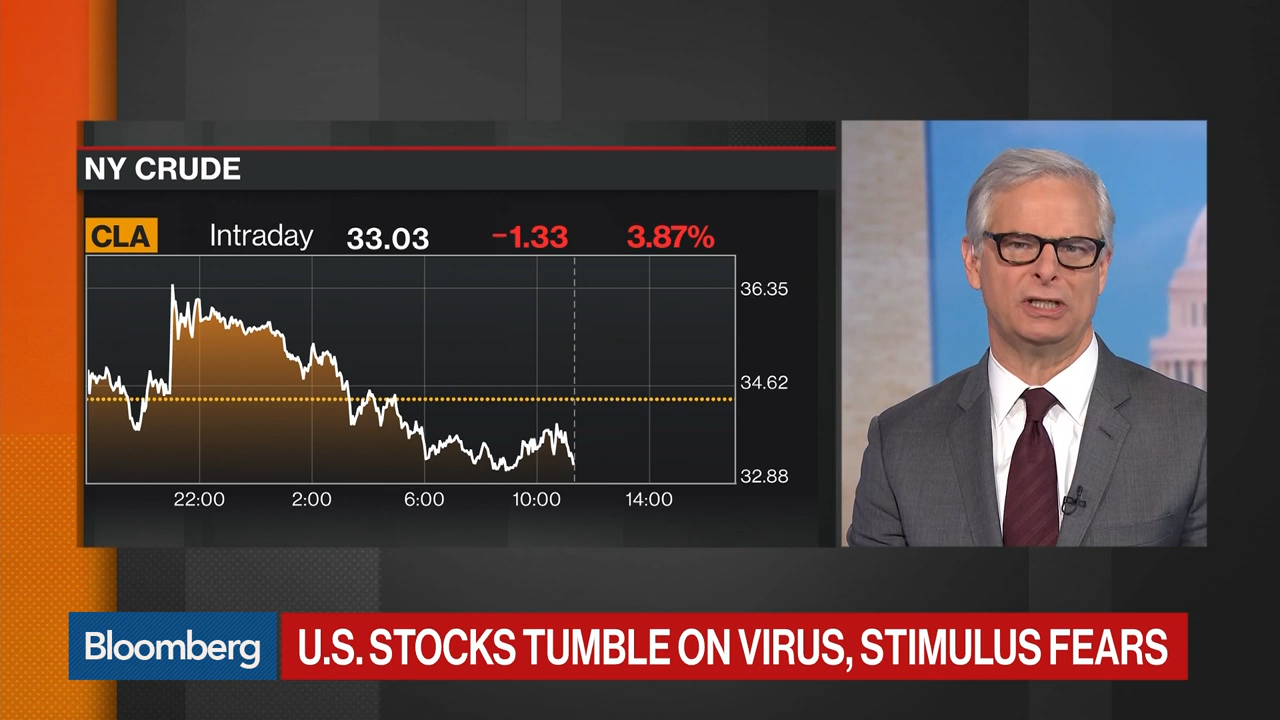 NY CRUDE
CLA Intraday 33.03 −1.33 3.87%
36.35
34.62
32.88
22:00 2:00 6:00 10:00 14:00
Bloomberg U.S. STOCKS TUMBLE ON VIRUS, STIMULUS FEARS